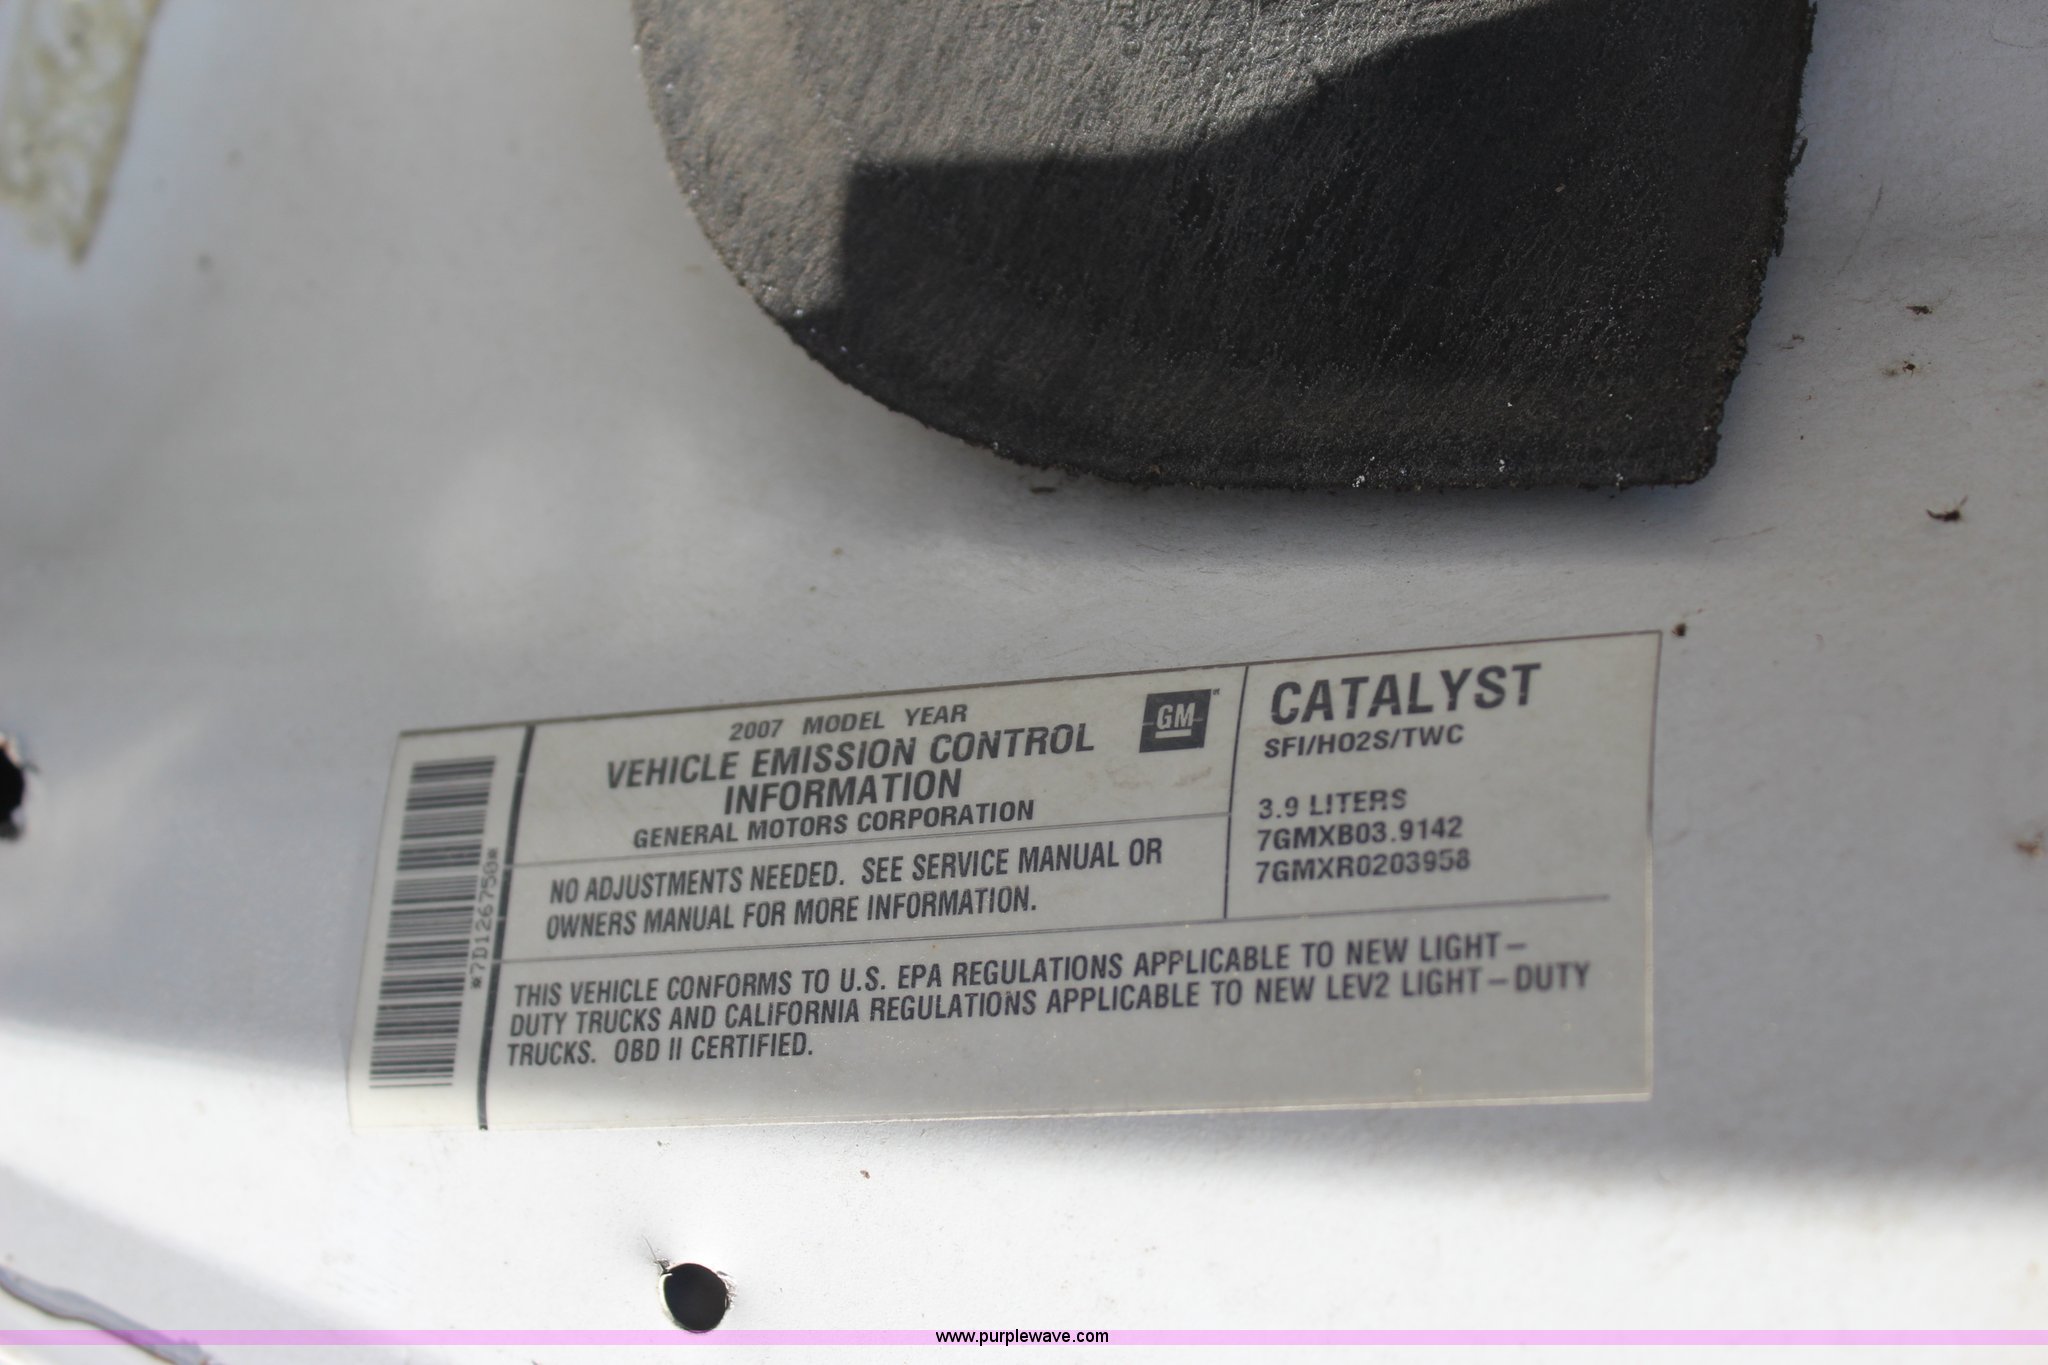 2007 MODEL YEAR
VEHICLE EMISSION CONTROL
INFORMATION
GENERAL MOTORS CORPORATION
GM
CATALYST
SFI/HO2S/TWC
3.9 LITERS
7GMXB03.9142
7GMXR0203958
NO ADJUSTMENTS NEEDED. SEE SERVICE MANUAL OR
OWNERS MANUAL FOR MORE INFORMATION.
THIS VEHICLE CONFORMS TO U.S. EPA REGULATIONS APPLICABLE TO NEW LIGHT-
DUTY TRUCKS AND CALIFORNIA REGULATIONS APPLICABLE TO NEW LEV2 LIGHT-DUTY
TRUCKS. OBD II CERTIFIED.
*7D126750*
www.purplewave.com